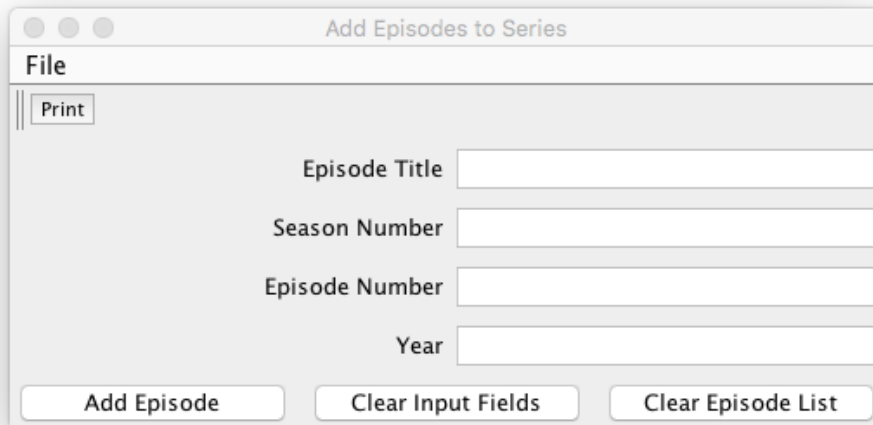 Add Episodes to Series
File
Print
Episode Title
Season Number
Episode Number
Year
Add Episode Clear Input Fields Clear Episode List